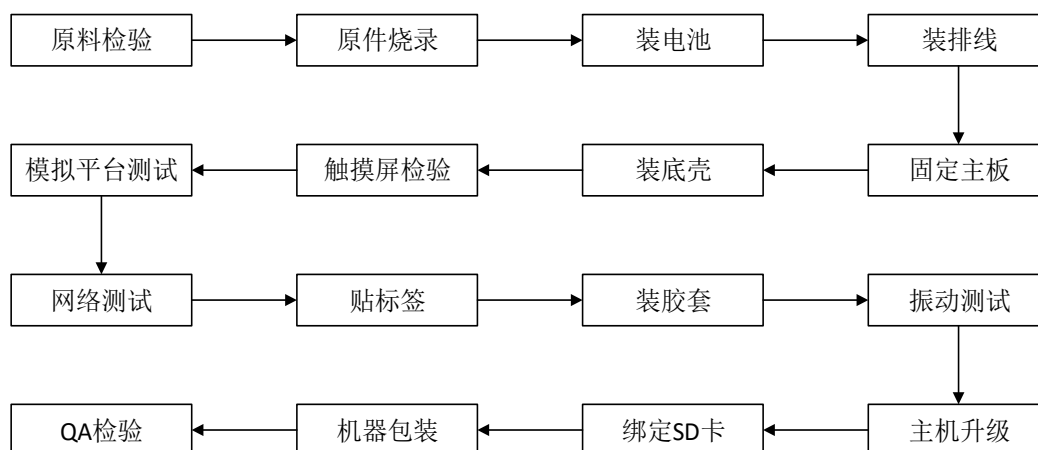 原料检验
原件烧录
装电池
装排线
固定主板
装底壳
触摸屏检验
模拟平台测试
网络测试
贴标签
装胶套
振动测试
主机升级
绑定SD卡
机器包装
QA检验